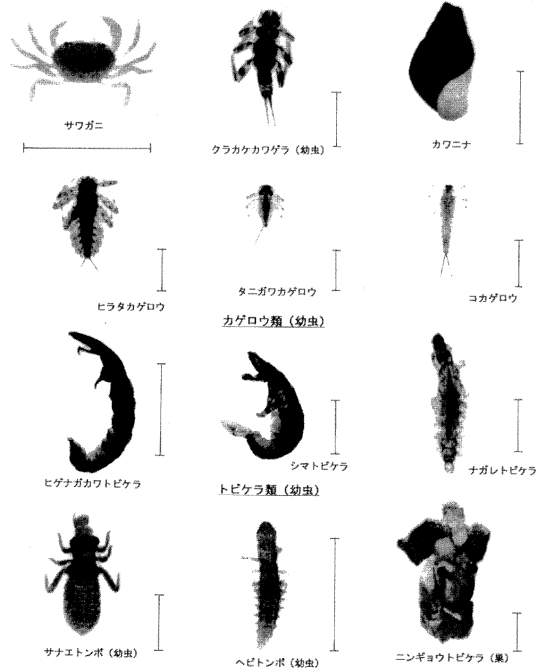 サワガニ
クラカケカワゲラ（幼虫）
カワニナ
ヒラタカゲロウ
タニガワカゲロウ
コカゲロウ
カゲロウ類（幼虫）
ヒゲナガカワトビケラ
シマトビケラ
ナガレトビケラ
トビケラ類（幼虫）
サナエトンボ（幼虫）
ヘビトンボ（幼虫）
ニンギョウトビケラ（巣）